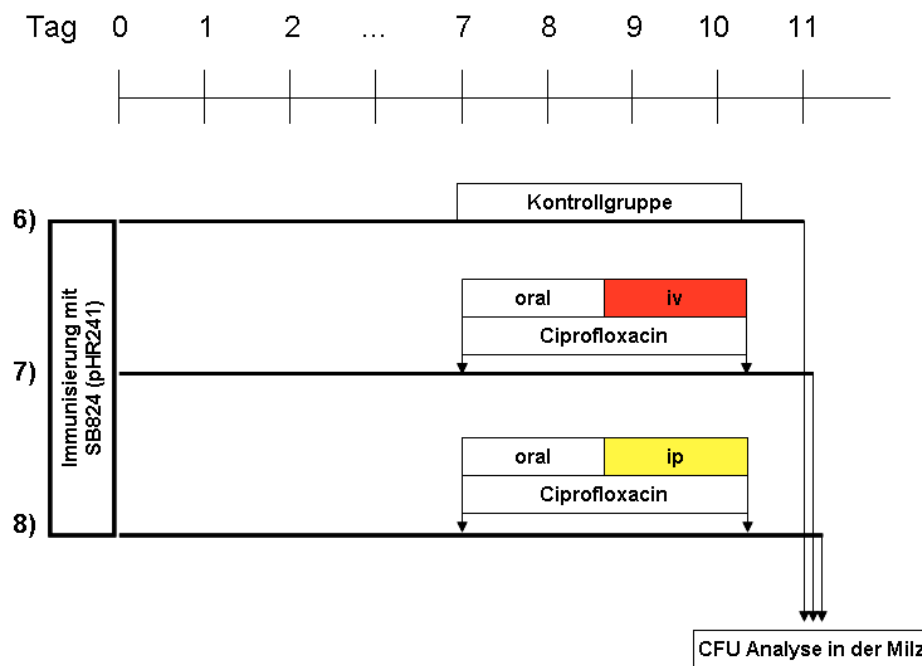 Tag 0 1 2 ... 7 8 9 10 11
6)
Kontrollgruppe
Immunisierung mit
SB824 (pHR241)
oral iv
Ciprofloxacin
7)
oral ip
Ciprofloxacin
8)
CFU Analyse in der Milz